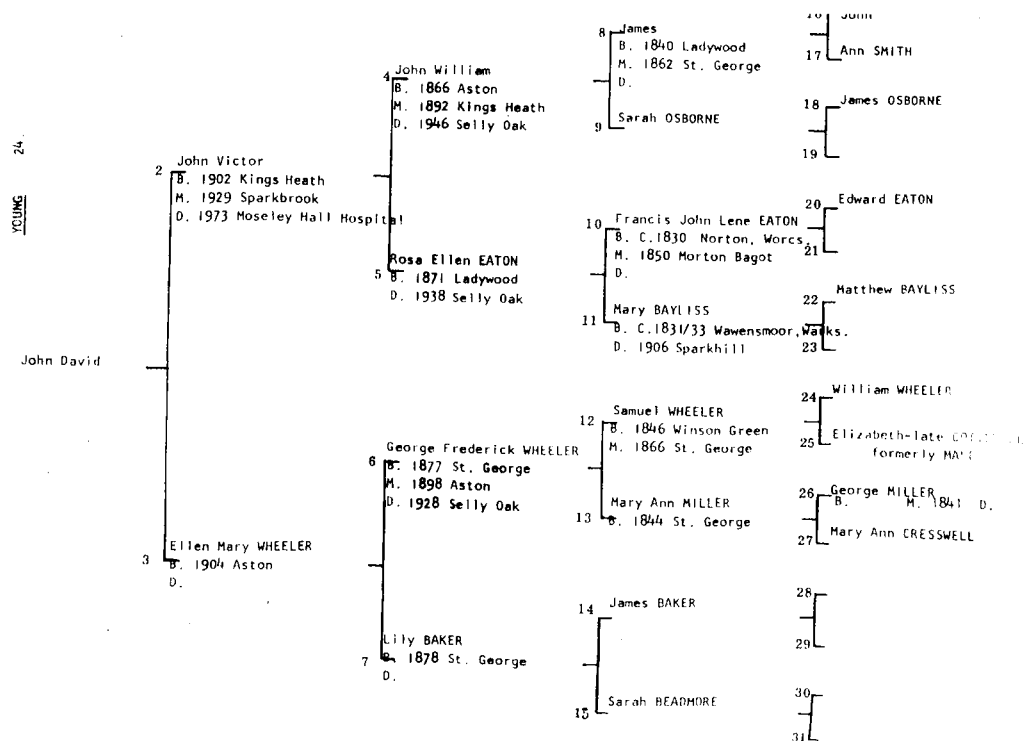 YOUNG 24.
John David
2 John Victor
B. 1902 Kings Heath
M. 1929 Sparkbrook
D. 1973 Moseley Hall Hospital
3 Ellen Mary WHEELER
B. 1904 Aston
D.
4 John William
B. 1866 Aston
M. 1892 Kings Heath
D. 1946 Selly Oak
Rosa Ellen EATON
5 B. 1871 Ladywood
D. 1938 Selly Oak
George Frederick WHEELER
6 B. 1877 St. George
M. 1898 Aston
D. 1928 Selly Oak
Lily BAKER
7 B. 1878 St. George
D.
8 James
B. 1840 Ladywood
M. 1862 St. George
D.
9 Sarah OSBORNE
10 Francis John Lene EATON
B. C.1830 Norton, Worcs.
M. 1850 Morton Bagot
D.
Mary BAYLISS
11 B. C.1831/33 Wawensmoor, Warks.
D. 1906 Sparkhill
12 Samuel WHEELER
B. 1846 Winson Green
M. 1866 St. George
Mary Ann MILLER
13 B. 1844 St. George
14 James BAKER
15 Sarah BEADMORE
16 John
17 Ann SMITH
18 James OSBORNE
19
20 Edward EATON
21
22 Matthew BAYLISS
23
24 William WHEELER
25 Elizabeth-late
formerly
26 George MILLER
B. M. 1841 D.
27 Mary Ann CRESSWELL
28
29
30
31